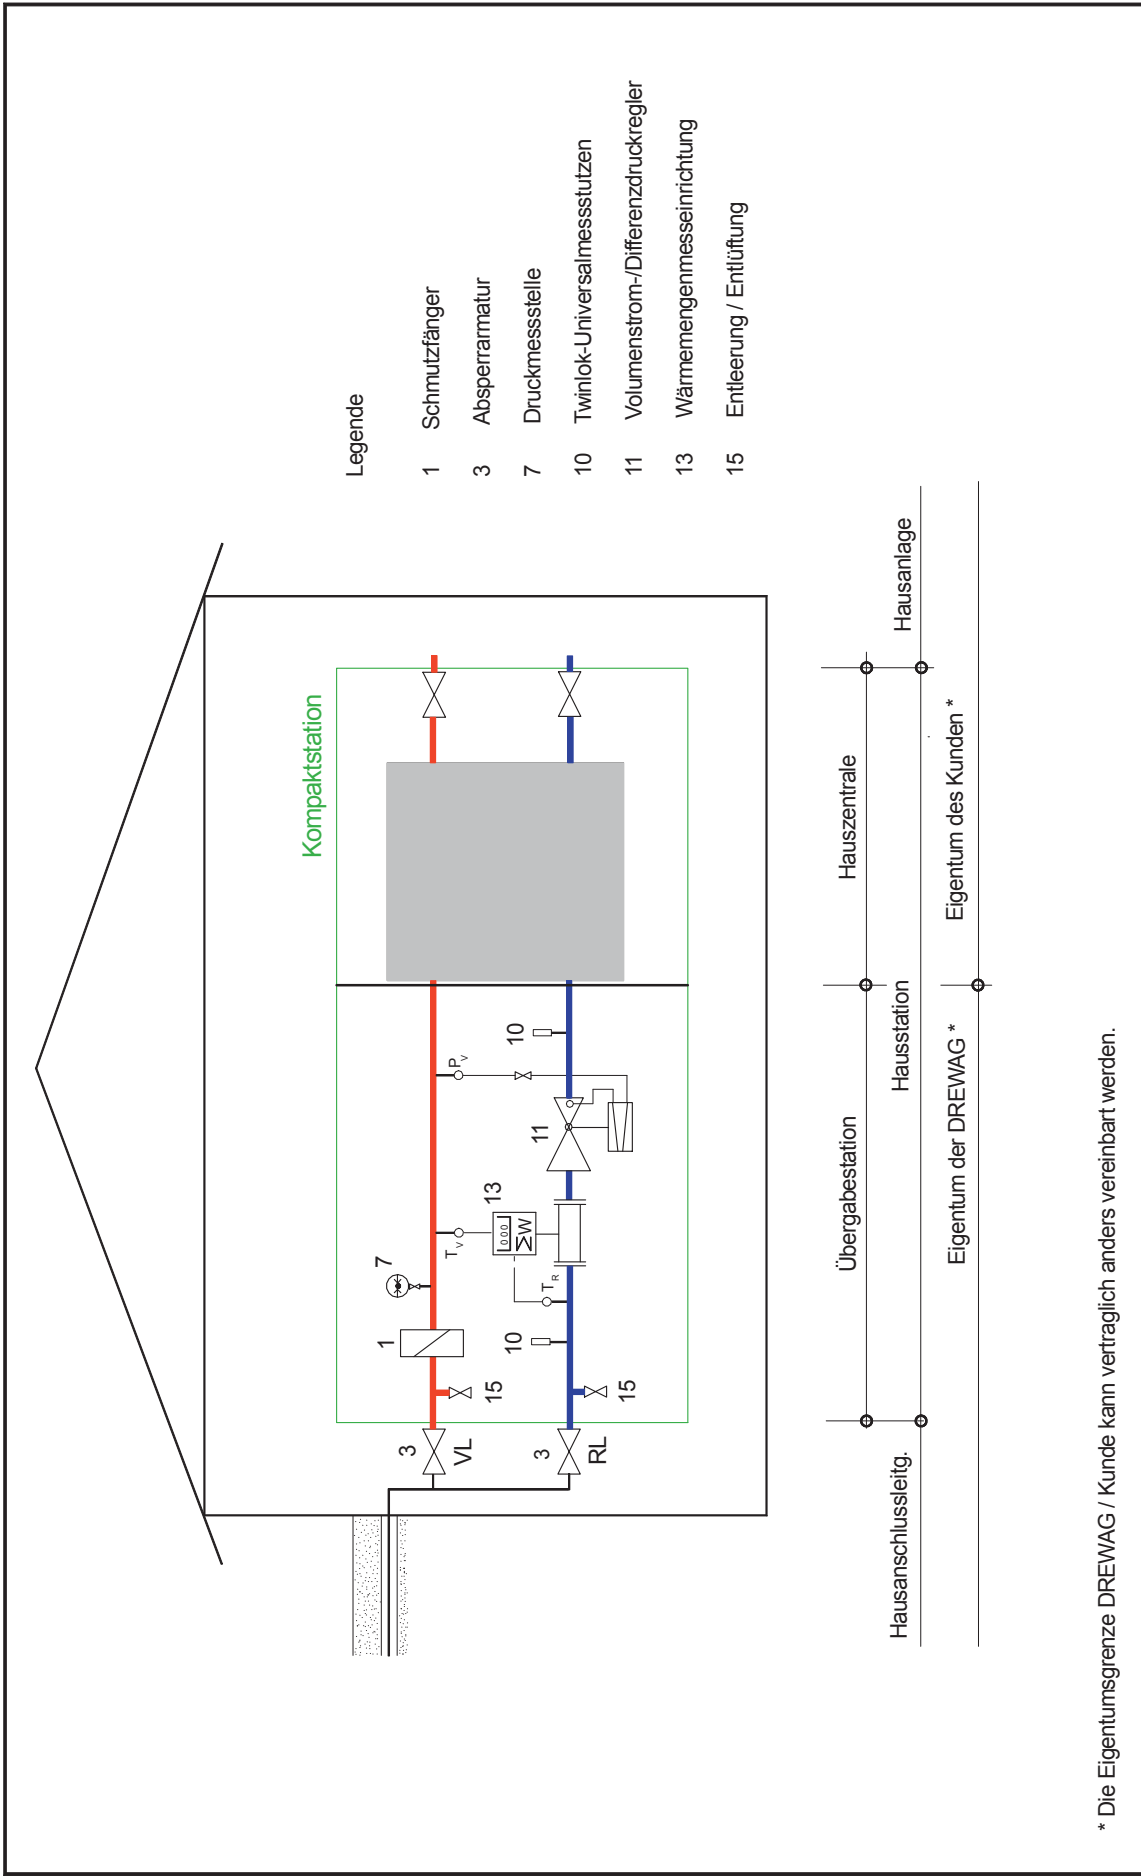 Kompaktstation
Legende
1 Schmutzfänger
3 Absperrarmatur
7 Druckmessstelle
10 Twinlok-Universalmessstutzen
11 Volumenstrom-/Differenzdruckregler
13 Wärmemengenmesseinrichtung
15 Entleerung / Entlüftung
3
VL
15
1
7
T V
13
000
ΣW
P V
3
RL
15
10
T R
11
10
Übergabestation
Hauszentrale
Hausanschlussleitg.
Hausstation
Hausanlage
Eigentum der DREWAG *
Eigentum des Kunden *
* Die Eigentumsgrenze DREWAG / Kunde kann vertraglich anders vereinbart werden.